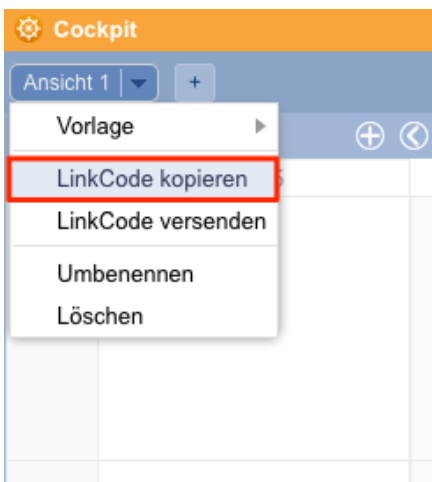 Cockpit
Ansicht 1
+
Vorlage
LinkCode kopieren
LinkCode versenden
Umbenennen
Löschen